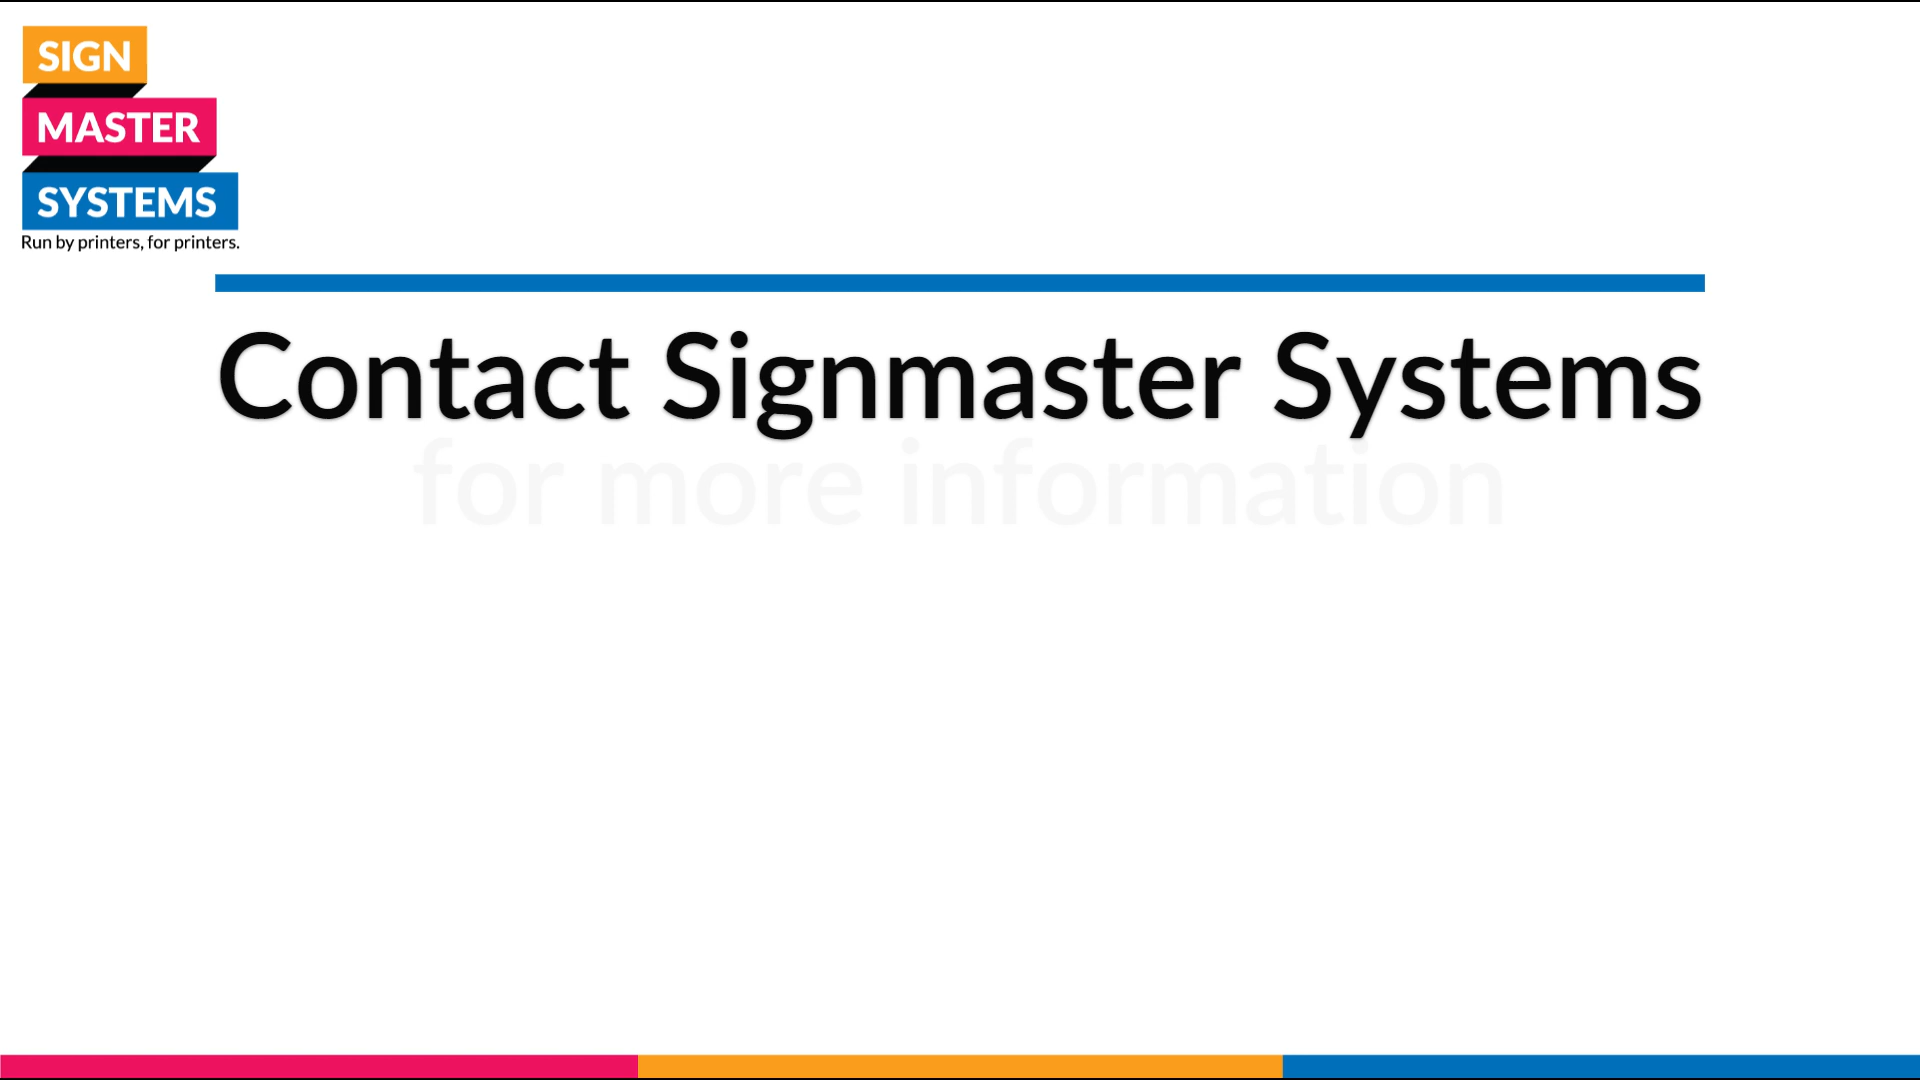 SIGN
MASTER
SYSTEMS
Run by printers, for printers.
Contact Signmaster Systems
for more information